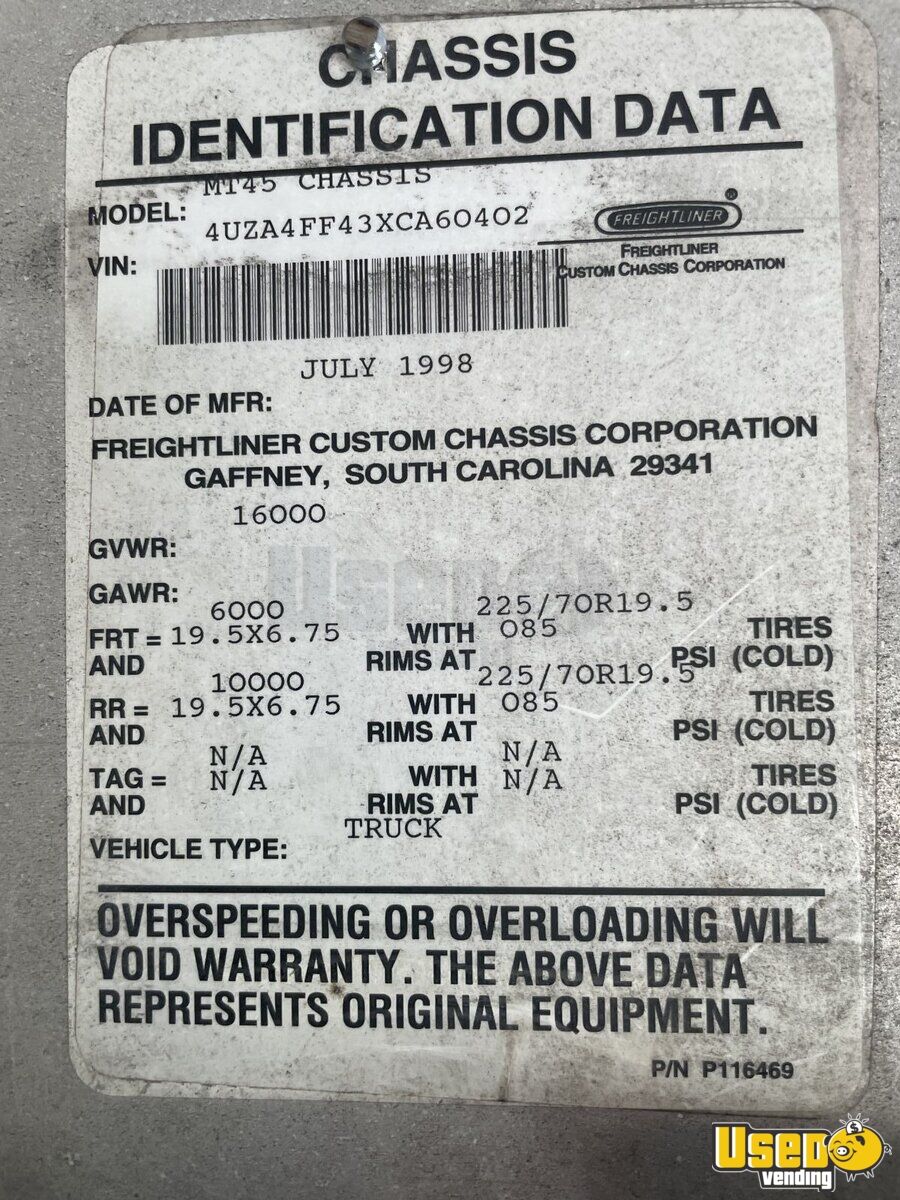 CHASSIS
IDENTIFICATION DATA
MT45 CHASSIS
MODEL:
4UZA4FF43XCA60402
FREIGHTLINER ®
VIN:
FREIGHTLINER
CUSTOM CHASSIS CORPORATION
JULY 1998
DATE OF MFR:
FREIGHTLINER CUSTOM CHASSIS CORPORATION
GAFFNEY, SOUTH CAROLINA 29341
16000
GVWR:
GAWR:
6000 225/70R19.5
FRT = 19.5X6.75 WITH 085 TIRES
AND RIMS AT PSI (COLD)
10000 225/70R19.5
RR = 19.5X6.75 WITH 085 TIRES
AND RIMS AT PSI (COLD)
N/A N/A
TAG = N/A WITH N/A TIRES
AND RIMS AT PSI (COLD)
TRUCK
VEHICLE TYPE:
OVERSPEEDING OR OVERLOADING WILL
VOID WARRANTY. THE ABOVE DATA
REPRESENTS ORIGINAL EQUIPMENT.
P/N P116469
USED
vending